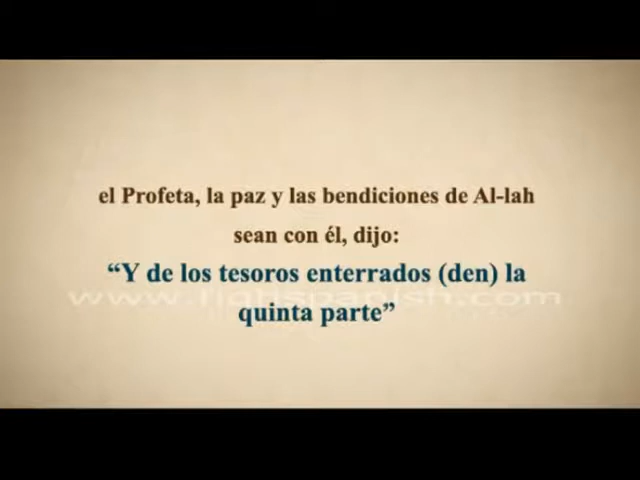 el Profeta, la paz y las bendiciones de Al-lah
sean con él, dijo:
“Y de los tesoros enterrados (den) la
quinta parte”